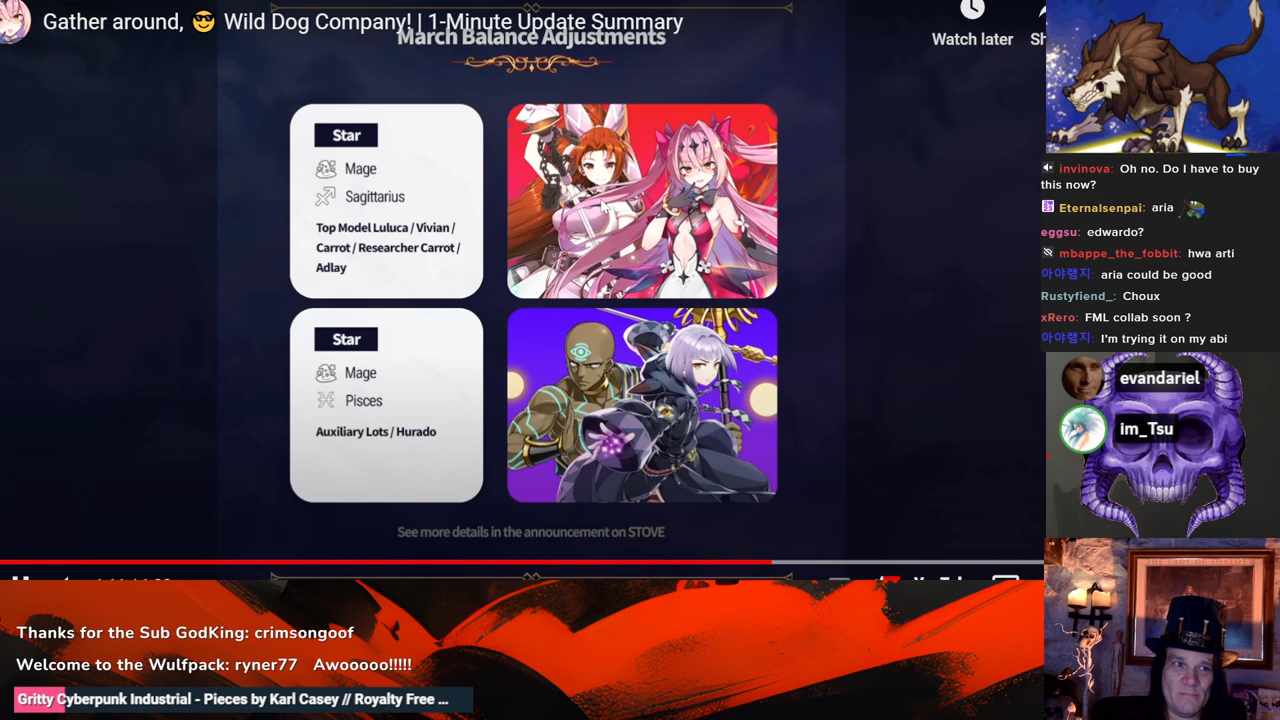 Gather around, 😎 Wild Dog Company! | 1-Minute Update Summary
March Balance Adjustments
Watch later
Star
Mage
Sagittarius
Top Model Luluca / Vivian /
Carrot / Researcher Carrot /
Adlay
Star
Mage
Pisces
Auxiliary Lots / Hurado
See more details in the announcement on STOVE
invinova: Oh no. Do I have to buy
this now?
Eternalsenpai: aria
eggsu: edwardo?
mbappe_the_fobbit: hwa arti
아야램지: aria could be good
Rustyfiend_: Choux
xRero: FML collab soon ?
아야램지: I'm trying it on my abi
evandariel
im_Tsu
Thanks for the Sub GodKing: crimsongoof
Welcome to the Wulfpack: ryner77 Awooooo!!!!!
Gritty Cyberpunk Industrial - Pieces by Karl Casey // Royalty Free ...